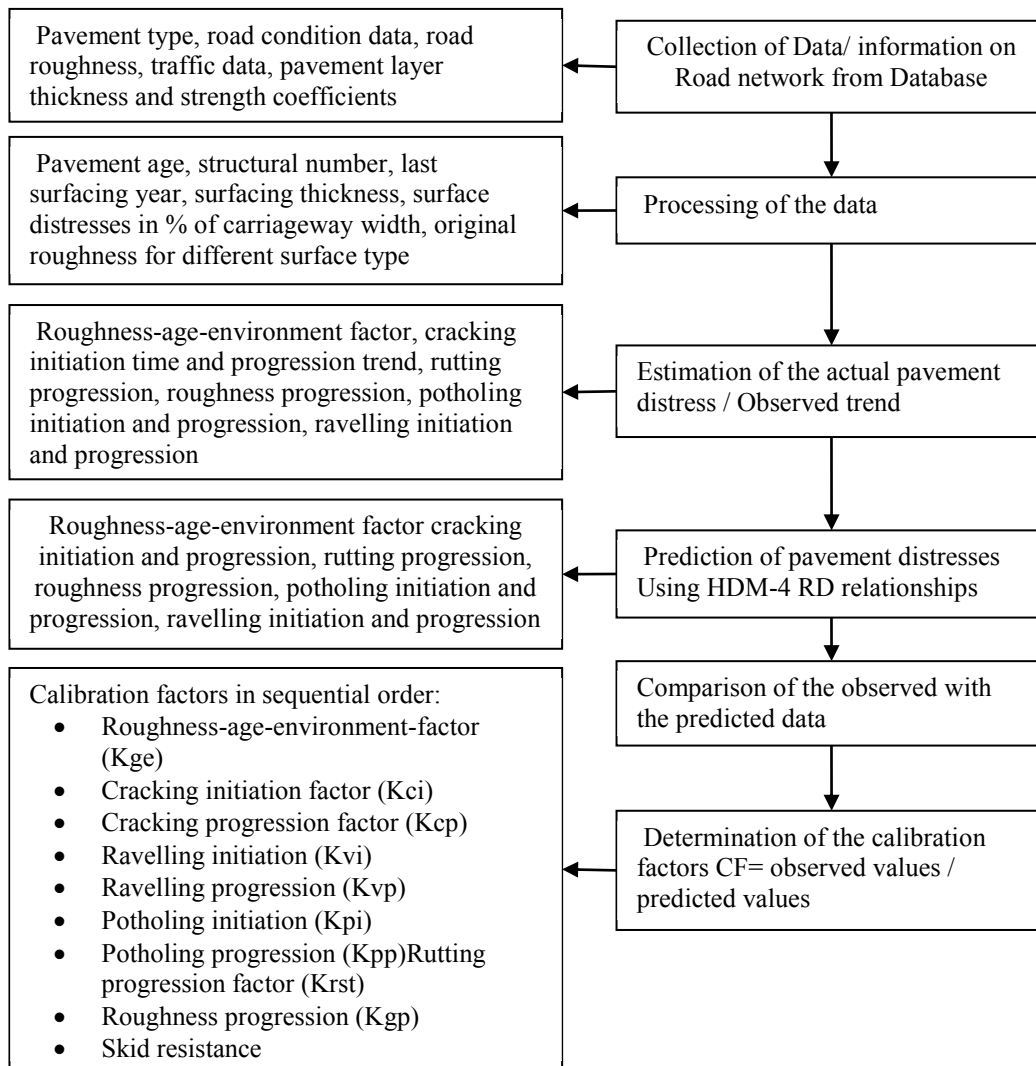 Pavement type, road condition data, road
roughness, traffic data, pavement layer
thickness and strength coefficients
Collection of Data/ information on
Road network from Database
Pavement age, structural number, last
surfacing year, surfacing thickness, surface
distresses in % of carriageway width, original
roughness for different surface type
Processing of the data
Roughness-age-environment factor, cracking
initiation time and progression trend, rutting
progression, roughness progression, potholing
initiation and progression, ravelling initiation
and progression
Estimation of the actual pavement
distress / Observed trend
Roughness-age-environment factor cracking
initiation and progression, rutting progression,
roughness progression, potholing initiation and
progression, ravelling initiation and progression
Prediction of pavement distresses
Using HDM-4 RD relationships
Comparison of the observed with
the predicted data
Calibration factors in sequential order:
• Roughness-age-environment-factor
(Kge)
• Cracking initiation factor (Kci)
• Cracking progression factor (Kcp)
• Ravelling initiation (Kvi)
• Ravelling progression (Kvp)
• Potholing initiation (Kpi)
• Potholing progression (Kpp)Rutting
progression factor (Krst)
• Roughness progression (Kgp)
• Skid resistance
Determination of the calibration
factors CF= observed values /
predicted values